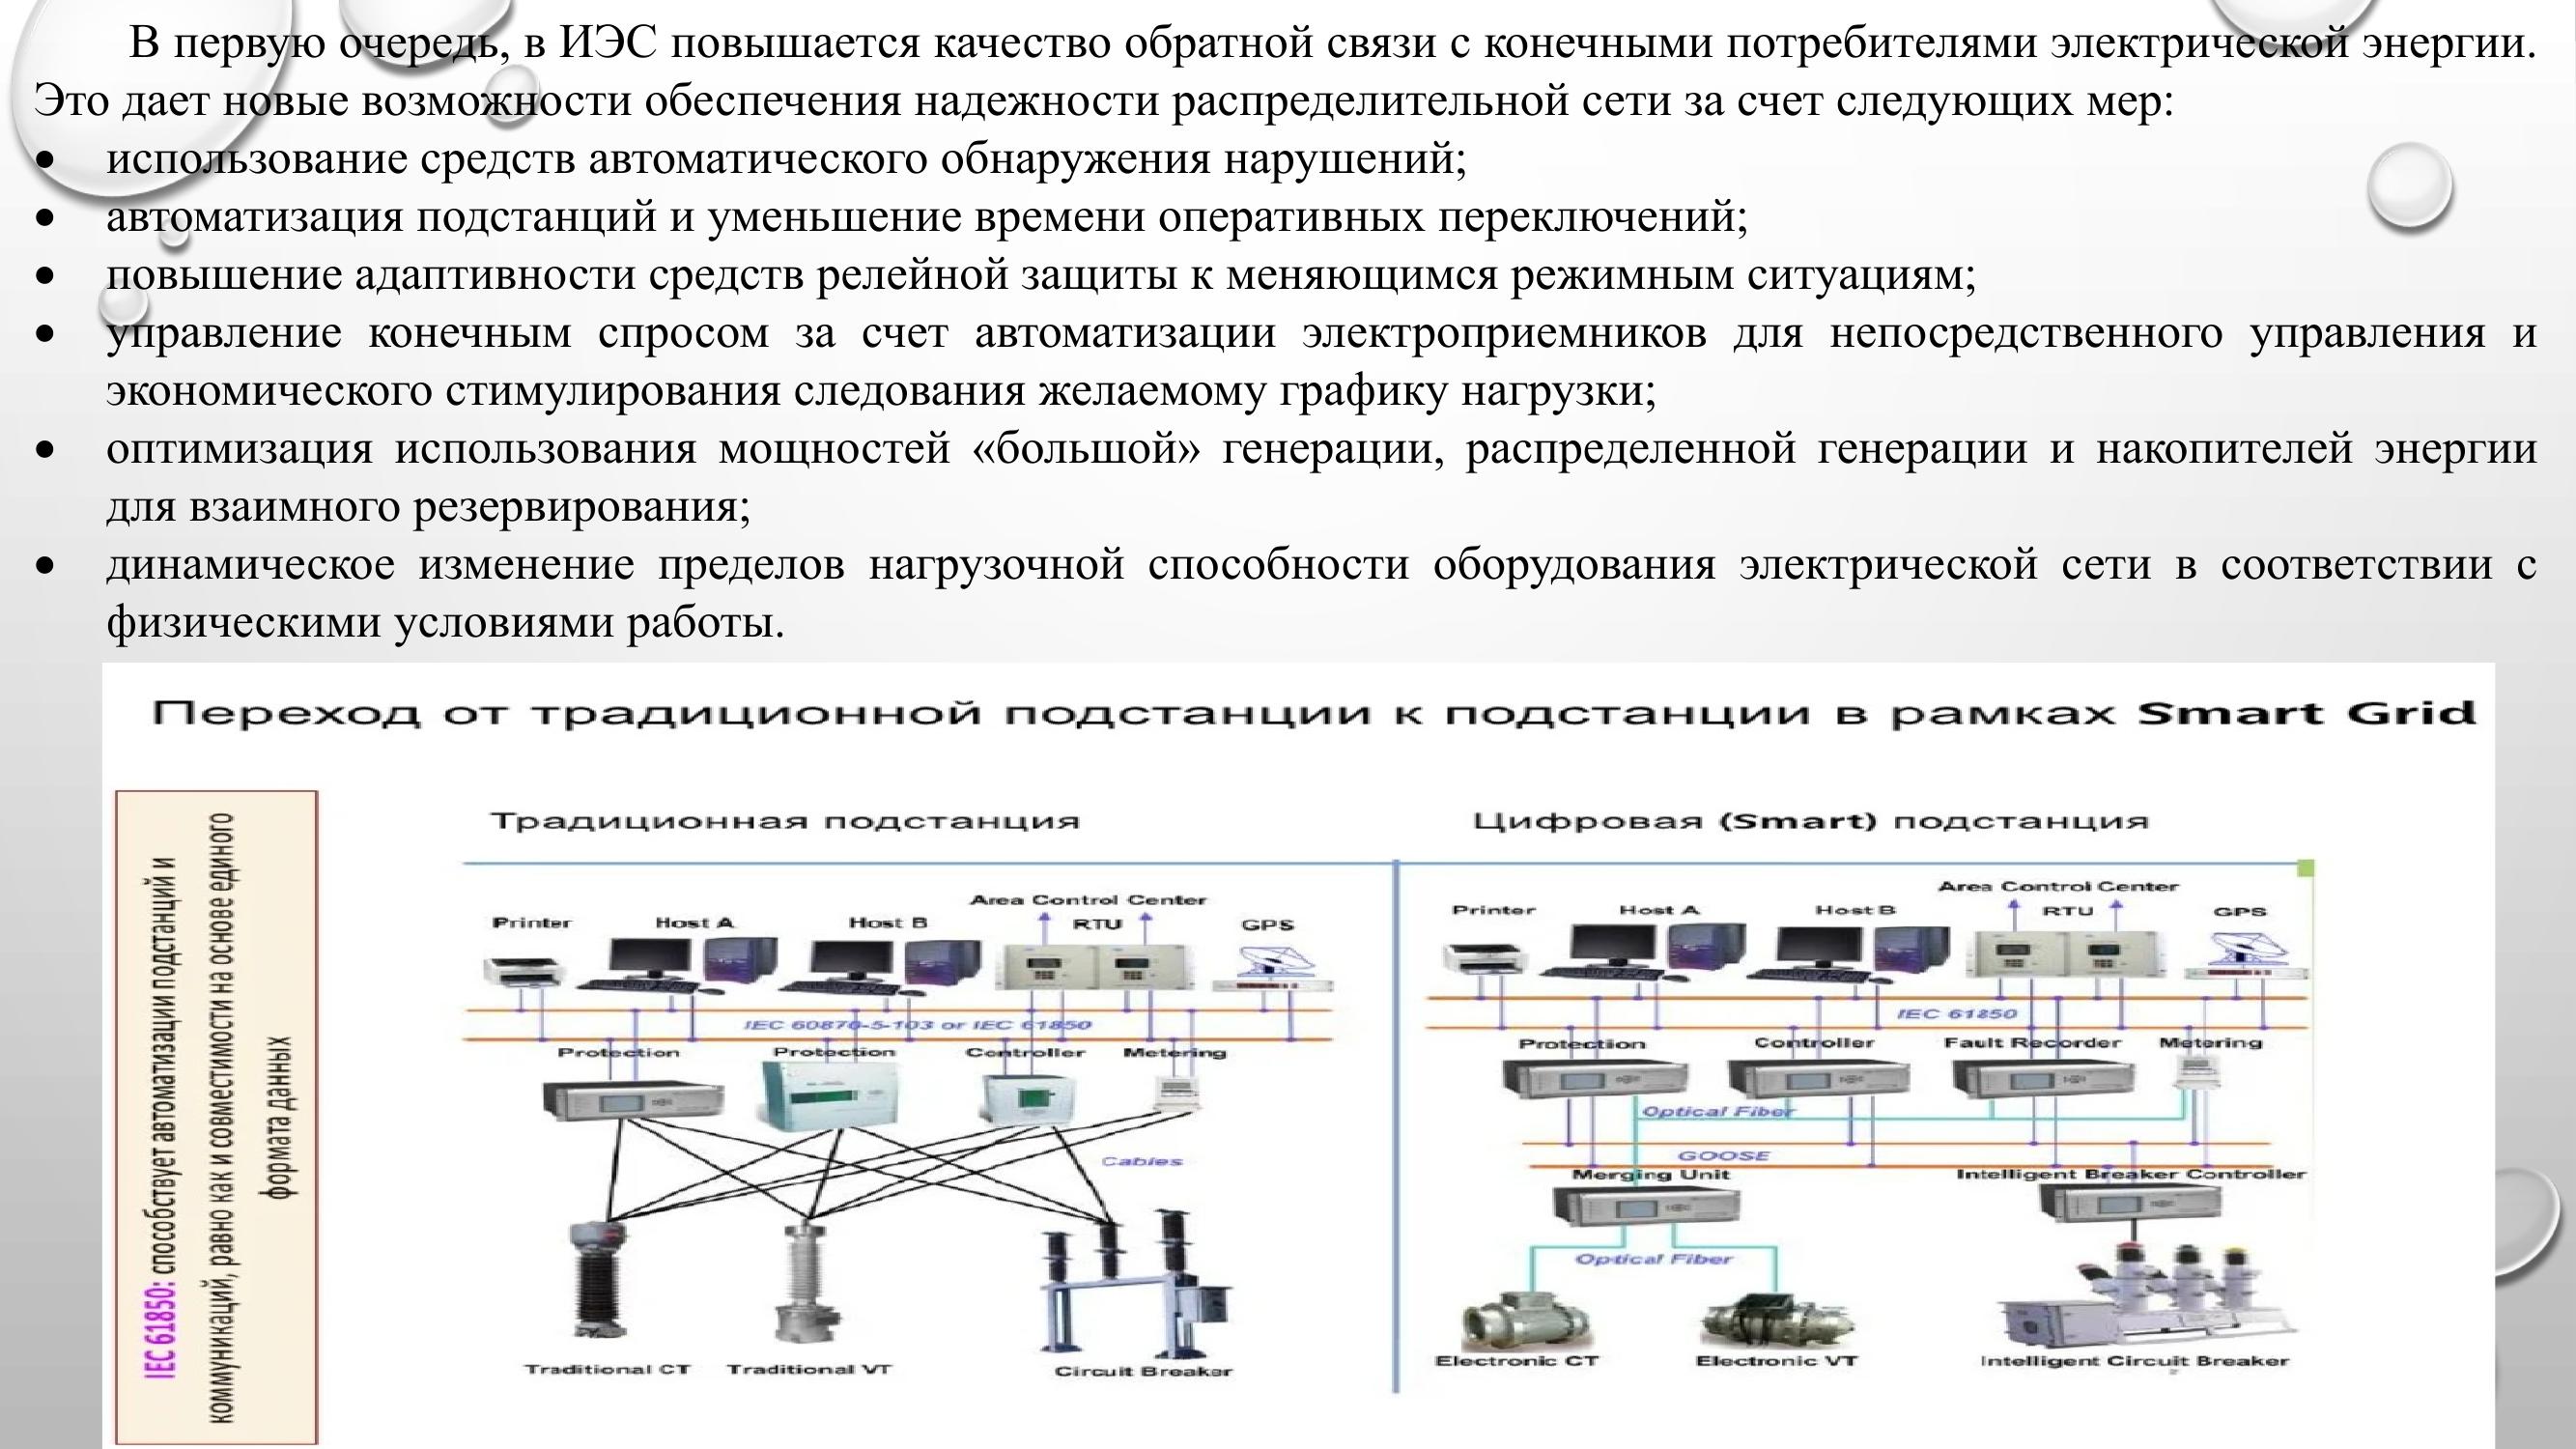 В первую очередь, в ИЭС повышается качество обратной связи с конечными потребителями электрической энергии.
Это дает новые возможности обеспечения надежности распределительной сети за счет следующих мер:
• использование средств автоматического обнаружения нарушений;
• автоматизация подстанций и уменьшение времени оперативных переключений;
• повышение адаптивности средств релейной защиты к меняющимся режимным ситуациям;
• управление конечным спросом за счет автоматизации электроприемников для непосредственного управления и
экономического стимулирования следования желаемому графику нагрузки;
• оптимизация использования мощностей «большой» генерации, распределенной генерации и накопителей энергии
для взаимного резервирования;
• динамическое изменение пределов нагрузочной способности оборудования электрической сети в соответствии с
физическими условиями работы.
Переход от традиционной подстанции к подстанции в рамках Smart Grid
IEC 61850: способствует автоматизации подстанций и
коммуникаций, равно как и совместимости на основе единого
формата данных
Традиционная подстанция
Area Control Center
Printer Host A Host B RTU GPS
IEC 60870-5-103 or IEC 61850
Protection Protection Controller Metering
Cables
Traditional CT Traditional VT Circuit Breaker
Цифровая (Smart) подстанция
Area Control Center
Printer Host A Host B RTU GPS
IEC 61850
Protection Controller Fault Recorder Metering
Optical Fiber
GOOSE
Merging Unit Intelligent Breaker Controller
Optical Fiber
Electronic CT Electronic VT Intelligent Circuit Breaker